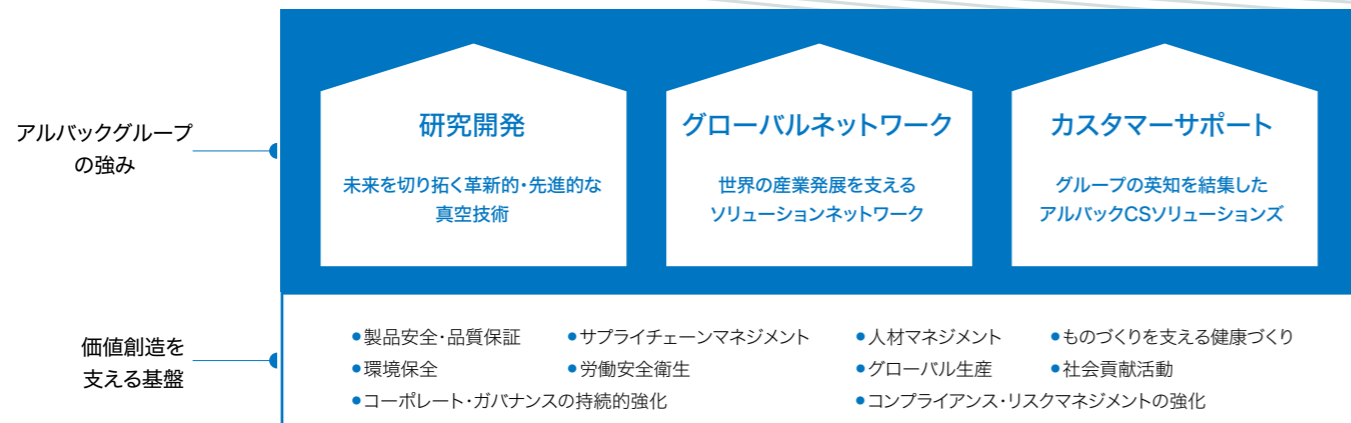 アルバックグループ
の強み
研究開発
未来を切り拓く革新的・先進的な
真空技術
グローバルネットワーク
世界の産業発展を支える
ソリューションネットワーク
カスタマーサポート
グループの英知を結集した
アルバックCSソリューションズ
価値創造を
支える基盤
●製品安全・品質保証 ●サプライチェーンマネジメント ●人材マネジメント ●ものづくりを支える健康づくり
●環境保全 ●労働安全衛生 ●グローバル生産 ●社会貢献活動
●コーポレート・ガバナンスの持続的強化 ●コンプライアンス・リスクマネジメントの強化